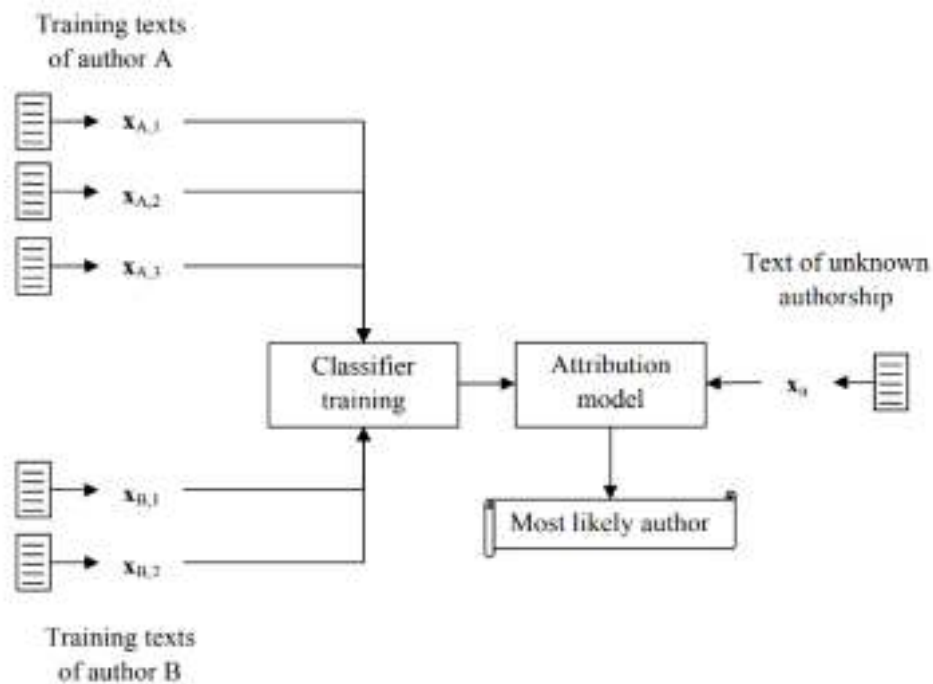 Training texts
of author A
x_A,1
x_A,2
x_A,3
Text of unknown
authorship
Classifier
training
Attribution
model
x_u
x_B,1
Most likely author
x_B,2
Training texts
of author B